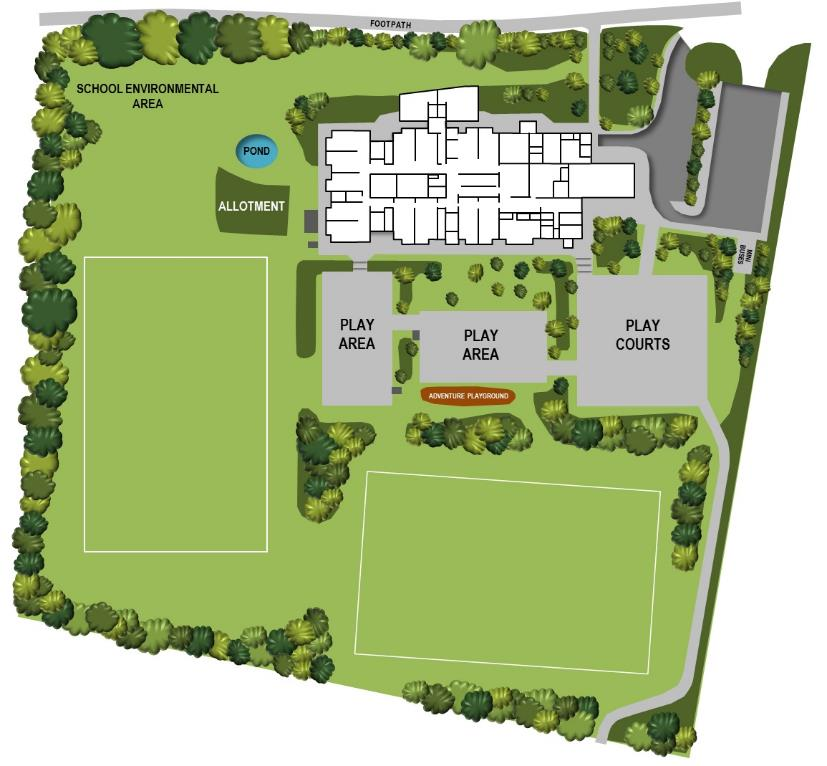 FOOTPATH
SCHOOL ENVIRONMENTAL
AREA
POND
ALLOTMENT
MINI
BUSES
PLAY
AREA
PLAY
AREA
PLAY
COURTS
ADVENTURE PLAYGROUND